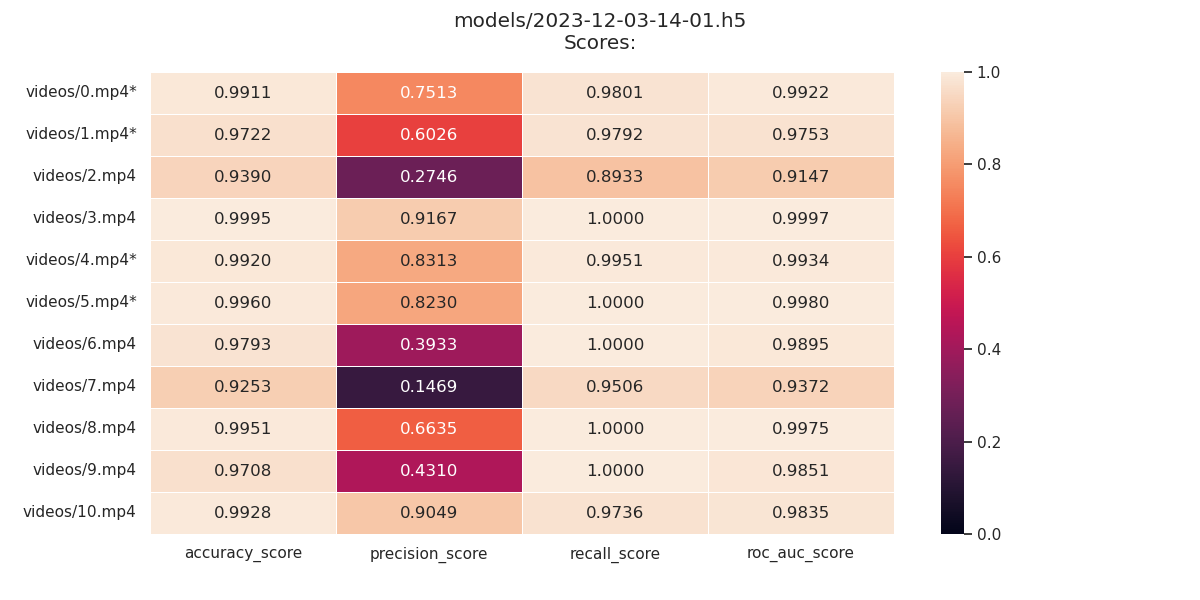 models/2023-12-03-14-01.h5
Scores:
videos/0.mp4* 0.9911 0.7513 0.9801 0.9922
videos/1.mp4* 0.9722 0.6026 0.9792 0.9753
videos/2.mp4 0.9390 0.2746 0.8933 0.9147
videos/3.mp4 0.9995 0.9167 1.0000 0.9997
videos/4.mp4* 0.9920 0.8313 0.9951 0.9934
videos/5.mp4* 0.9960 0.8230 1.0000 0.9980
videos/6.mp4 0.9793 0.3933 1.0000 0.9895
videos/7.mp4 0.9253 0.1469 0.9506 0.9372
videos/8.mp4 0.9951 0.6635 1.0000 0.9975
videos/9.mp4 0.9708 0.4310 1.0000 0.9851
videos/10.mp4 0.9928 0.9049 0.9736 0.9835
accuracy_score precision_score recall_score roc_auc_score
1.0
0.8
0.6
0.4
0.2
0.0